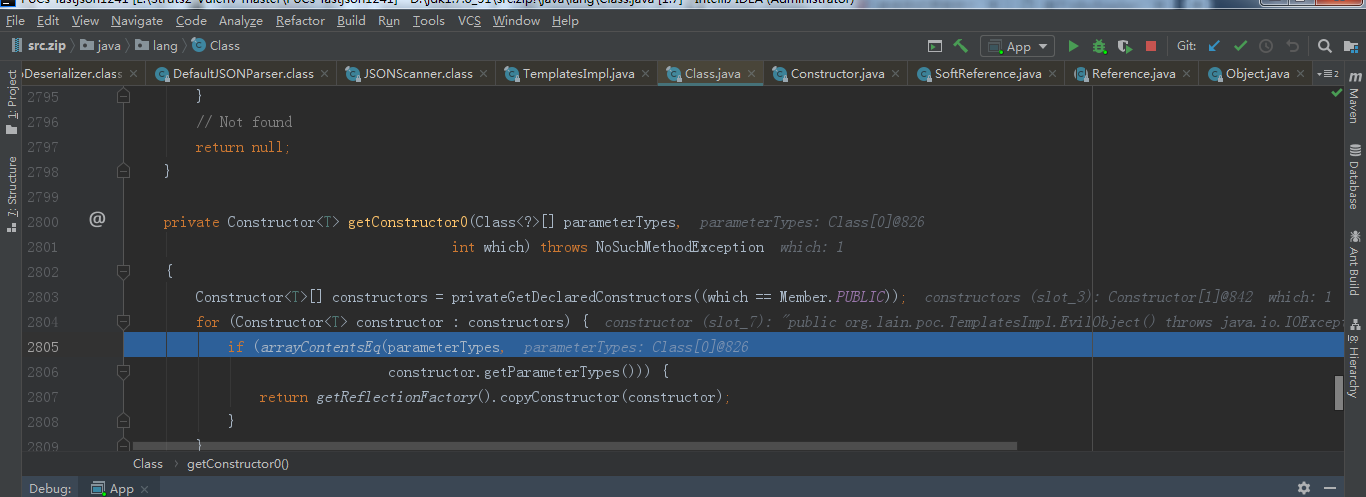 File Edit View Navigate Code Analyze Refactor Build Run Tools VCS Window Help
src.zip java lang Class App Git:
Deserializer.class DefaultJSONParser.class JSONScanner.class TemplatesImpl.java Class.java Constructor.java SoftReference.java Reference.java Object.java 2
1: Project
7: Structure
2795 }
2796 // Not found
2797 return null;
2798 }
2799
2800 @ private Constructor<T> getConstructor0(Class<?>[] parameterTypes, parameterTypes: Class[0]@826
2801 int which) throws NoSuchMethodException which: 1
2802 {
2803 Constructor<T>[] constructors = privateGetDeclaredConstructors((which == Member.PUBLIC)); constructors (slot_3): Constructor[1]@842 which: 1
2804 for (Constructor<T> constructor : constructors) { constructor (slot_7): "public org.lain.poc.TemplatesImpl.EvilObject() throws java.io.IOExcept
2805 if (arrayContentsEq(parameterTypes, parameterTypes: Class[0]@826
2806 constructor.getParameterTypes())) {
2807 return getReflectionFactory().copyConstructor(constructor);
2808 }
2809 }
Class getConstructor0()
Debug: App
Maven
Database
Ant Build
8: Hierarchy